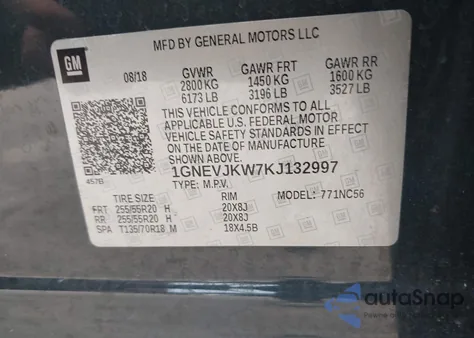 MFD BY GENERAL MOTORS LLC
GM
08/18
GVWR GAWR FRT GAWR RR
2800 KG 1450 KG 1600 KG
6173 LB 3196 LB 3527 LB
THIS VEHICLE CONFORMS TO ALL
APPLICABLE U.S. FEDERAL MOTOR
VEHICLE SAFETY STANDARDS IN EFFECT
ON THE DATE OF MANUFACTURE
SHOWN ABOVE.
457B
1GNEVJKW7KJ132997
TYPE: M.P.V. MODEL: 771NC56
TIRE SIZE RIM
FRT 255/55R20 H 20X8J
RR 255/55R20 H 20X8J
SPA T135/70R18 M 18X4.5B
autoSnap